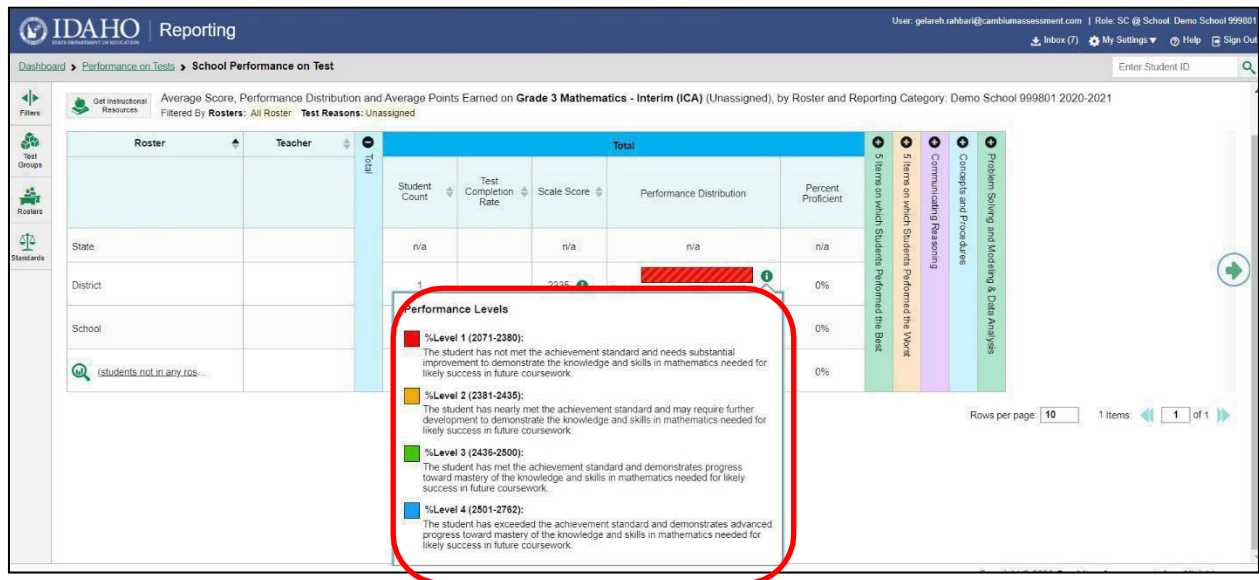 IDAHO Reporting
STATE DEPARTMENT OF EDUCATION
User: gelareh.rahbari@cambiumassessment.com | Role: SC @ School: Demo School 999801
Inbox (7) My Settings ▼ Help Sign Out
Dashboard > Performance on Tests > School Performance on Test
Enter Student ID
Filters
Test Groups
Rosters
Standards
Get Instructional Resources
Average Score, Performance Distribution and Average Points Earned on Grade 3 Mathematics - Interim (ICA) (Unassigned), by Roster and Reporting Category: Demo School 999801 2020-2021
Filtered By Rosters: All Roster Test Reasons: Unassigned
Roster Teacher Total Total
Student Count Test Completion Rate Scale Score Performance Distribution Percent Proficient
5 Items on which Students Performed the Best
5 Items on which Students Performed the Worst
Communicating Reasoning
Concepts and Procedures
Problem Solving and Modeling & Data Analysis
State n/a n/a n/a n/a
District 1 2335 0%
School 0%
(students not in any ros... 0%
Performance Levels
%Level 1 (2071-2380):
The student has not met the achievement standard and needs substantial
improvement to demonstrate the knowledge and skills in mathematics needed for
likely success in future coursework.
%Level 2 (2381-2435):
The student has nearly met the achievement standard and may require further
development to demonstrate the knowledge and skills in mathematics needed for
likely success in future coursework.
%Level 3 (2436-2500):
The student has met the achievement standard and demonstrates progress
toward mastery of the knowledge and skills in mathematics needed for likely
success in future coursework.
%Level 4 (2501-2762):
The student has exceeded the achievement standard and demonstrates advanced
progress toward mastery of the knowledge and skills in mathematics needed for
likely success in future coursework.
Rows per page: 10 1 Items: 1 of 1